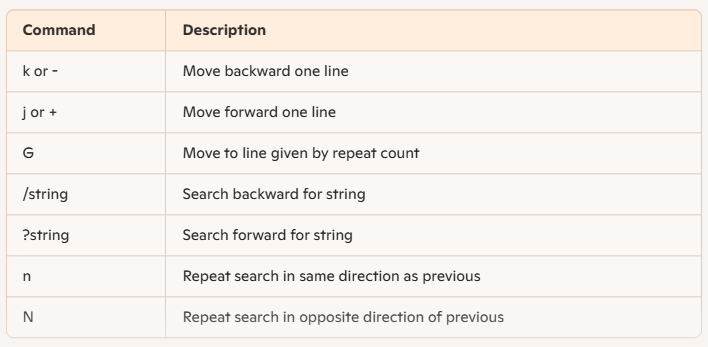 Command Description
k or - Move backward one line
j or + Move forward one line
G Move to line given by repeat count
/string Search backward for string
?string Search forward for string
n Repeat search in same direction as previous
N Repeat search in opposite direction of previous